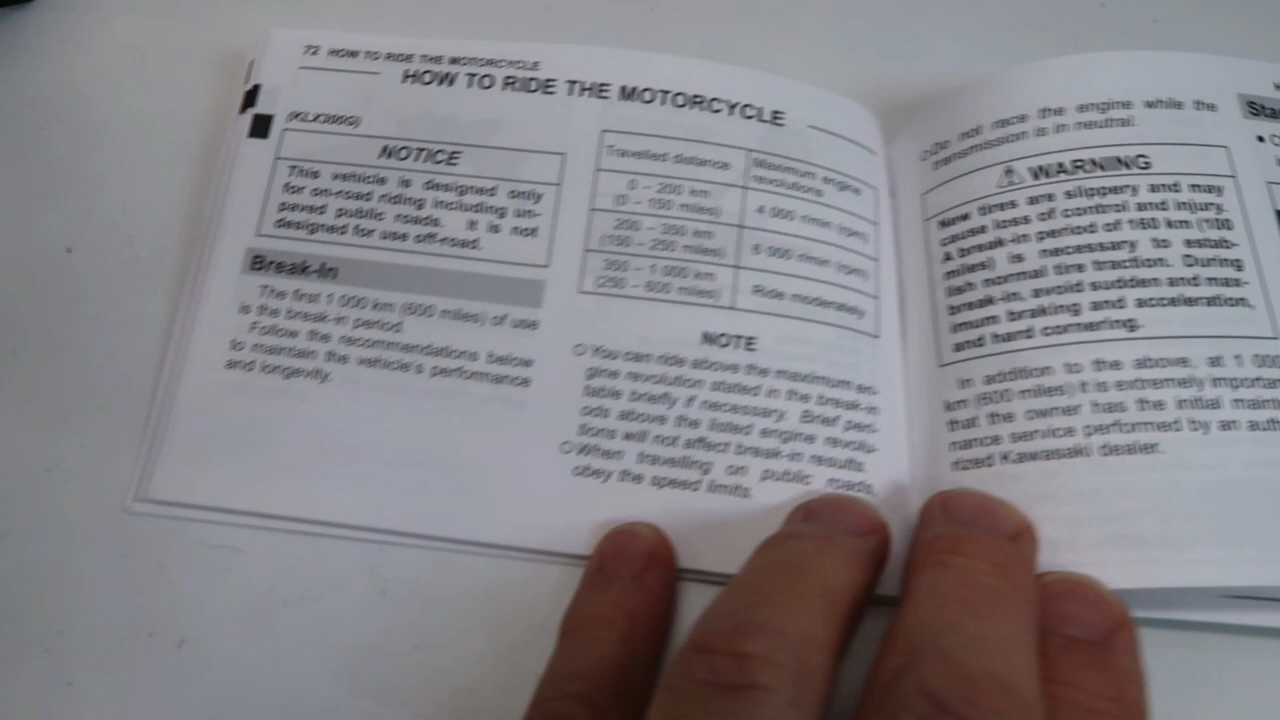 72 HOW TO RIDE THE MOTORCYCLE
HOW TO RIDE THE MOTORCYCLE
(KLX300G)
NOTICE
This vehicle is designed only
for on-road riding including un-
paved public roads. It is not
designed for use off-road.
Break-In
The first 1 000 km (600 miles) of use
is the break-in period.
Follow the recommendations below
to maintain the vehicle's performance
and longevity.
Travelled distance
Maximum engine
revolutions
0 – 200 km
(0 – 150 miles)
4 000 r/min (rpm)
200 – 350 km
(150 – 250 miles)
6 000 r/min (rpm)
350 – 1 000 km
(250 – 600 miles)
Ride moderately
NOTE
○ You can ride above the maximum en-
gine revolution stated in the break-in
table briefly if necessary. Brief peri-
ods above the listed engine revolu-
tions will not affect break-in results.
○ When travelling on public roads,
obey the speed limits.
○ Do not race the engine while the
transmission is in neutral.
WARNING
New tires are slippery and may
cause loss of control and injury.
A break-in period of 160 km (100
miles) is necessary to estab-
lish normal tire traction. During
break-in, avoid sudden and max-
imum braking and acceleration,
and hard cornering.
In addition to the above, at 1 000
km (600 miles) it is extremely importan
that the owner has the initial maint
nance service performed by an auth
rized Kawasaki dealer.
Sta